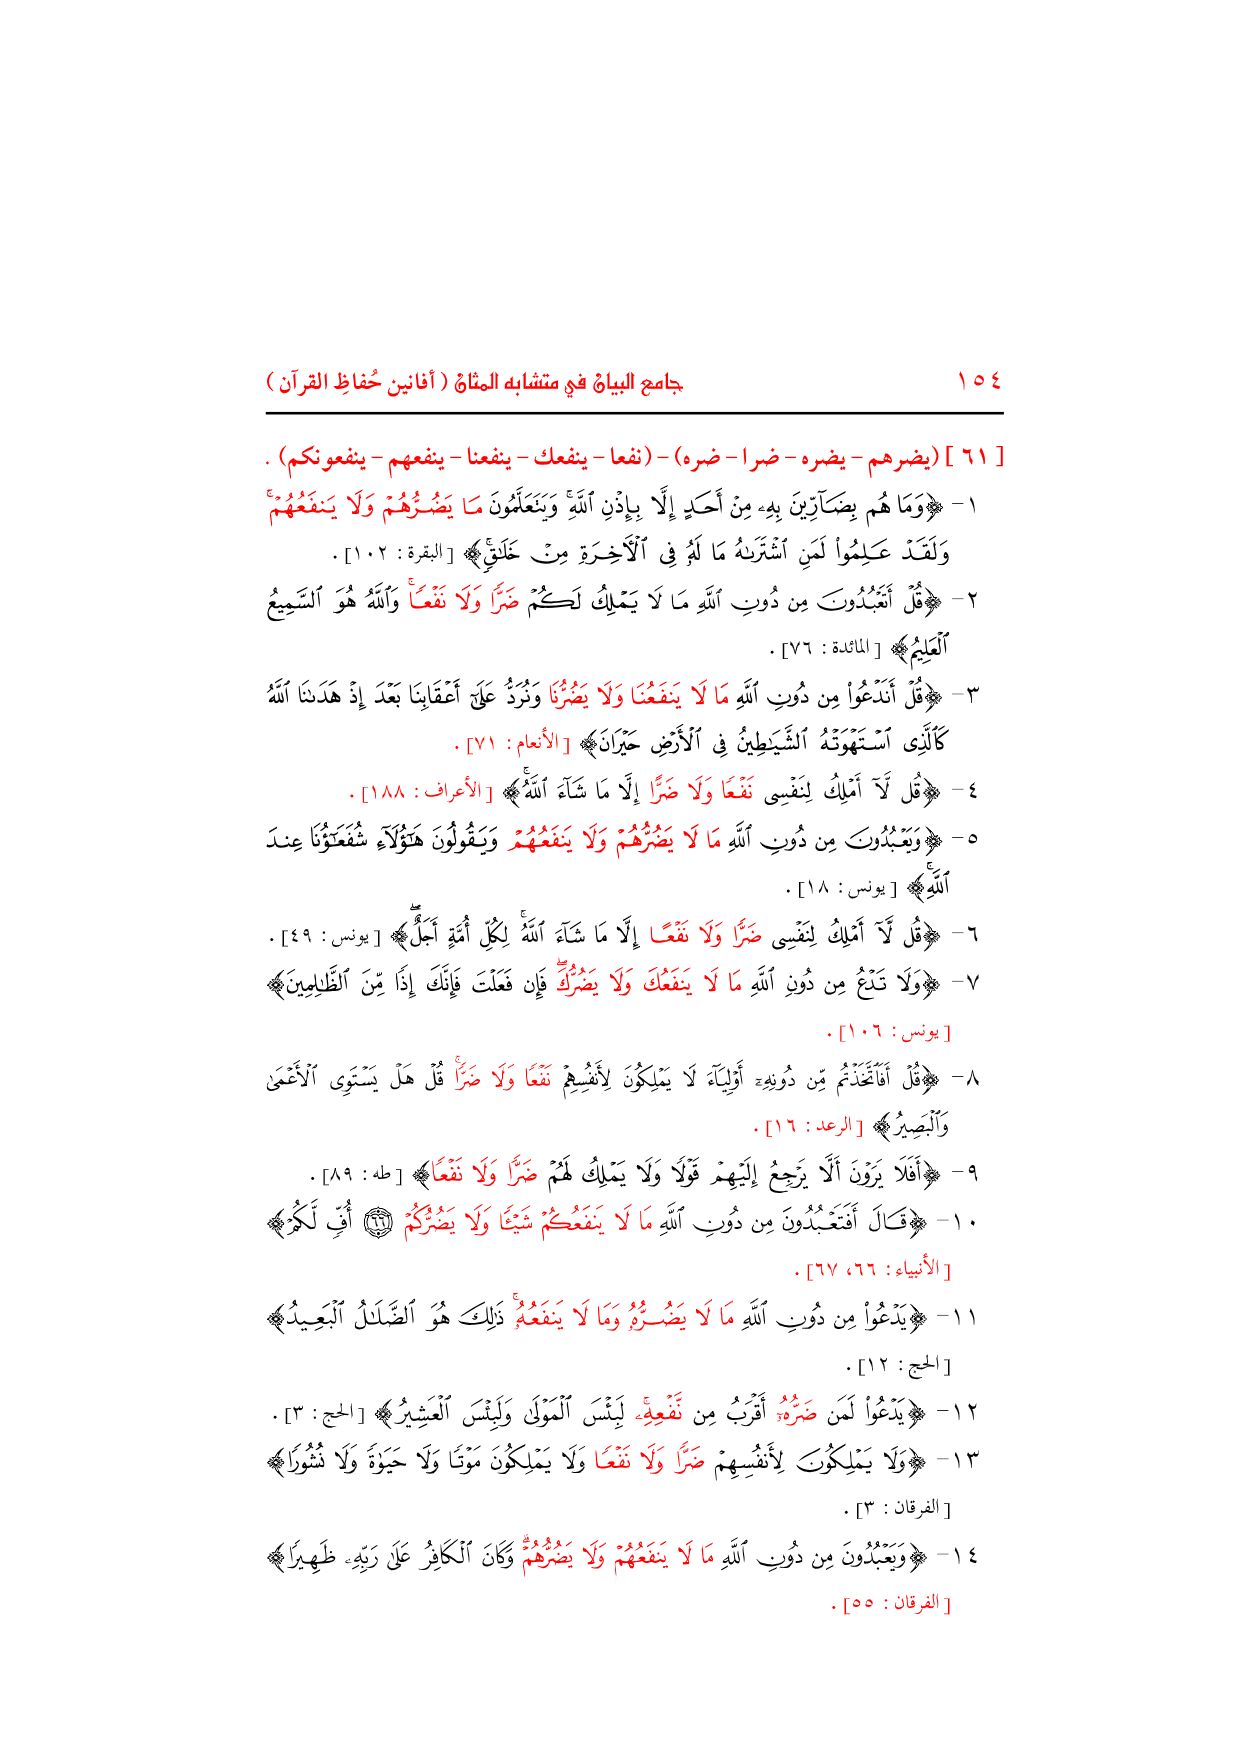 ١٥٤ جامع البيان في متشابه المثان ( أفانين حُفاظِ القرآن )
[ ٦١ ] (يضرهم – يضره – ضرا – ضره) – (نفعا – ينفعك – ينفعنا – ينفعهم – ينفعونكم) .
١– ﴿وَمَا هُم بِضَآرِّينَ بِهِۦ مِنْ أَحَدٍ إِلَّا بِإِذْنِ ٱللَّهِۚ وَيَتَعَلَّمُونَ مَا يَضُرُّهُمْ وَلَا يَنفَعُهُمْۚ
وَلَقَدْ عَلِمُوا۟ لَمَنِ ٱشْتَرَىٰهُ مَا لَهُۥ فِى ٱلْءَاخِرَةِ مِنْ خَلَٰقٍۚ﴾ [البقرة : ١٠٢] .
٢– ﴿قُلْ أَتَعْبُدُونَ مِن دُونِ ٱللَّهِ مَا لَا يَمْلِكُ لَكُمْ ضَرًّا وَلَا نَفْعًاۚ وَٱللَّهُ هُوَ ٱلسَّمِيعُ
ٱلْعَلِيمُ﴾ [المائدة : ٧٦] .
٣– ﴿قُلْ أَنَدْعُوا۟ مِن دُونِ ٱللَّهِ مَا لَا يَنفَعُنَا وَلَا يَضُرُّنَا وَنُرَدُّ عَلَىٰٓ أَعْقَابِنَا بَعْدَ إِذْ هَدَىٰنَا ٱللَّهُ
كَٱلَّذِى ٱسْتَهْوَتْهُ ٱلشَّيَٰطِينُ فِى ٱلْأَرْضِ حَيْرَانَ﴾ [الأنعام : ٧١] .
٤– ﴿قُل لَّآ أَمْلِكُ لِنَفْسِى نَفْعًا وَلَا ضَرًّا إِلَّا مَا شَآءَ ٱللَّهُۚ﴾ [الأعراف : ١٨٨] .
٥– ﴿وَيَعْبُدُونَ مِن دُونِ ٱللَّهِ مَا لَا يَضُرُّهُمْ وَلَا يَنفَعُهُمْ وَيَقُولُونَ هَٰٓؤُلَآءِ شُفَعَٰٓؤُنَا عِندَ
ٱللَّهِۚ﴾ [يونس : ١٨] .
٦– ﴿قُل لَّآ أَمْلِكُ لِنَفْسِى ضَرًّا وَلَا نَفْعًا إِلَّا مَا شَآءَ ٱللَّهُۗ لِكُلِّ أُمَّةٍ أَجَلٌۖ﴾ [يونس : ٤٩] .
٧– ﴿وَلَا تَدْعُ مِن دُونِ ٱللَّهِ مَا لَا يَنفَعُكَ وَلَا يَضُرُّكَۖ فَإِن فَعَلْتَ فَإِنَّكَ إِذًا مِّنَ ٱلظَّٰلِمِينَ﴾
[يونس : ١٠٦] .
٨– ﴿قُلْ أَفَٱتَّخَذْتُم مِّن دُونِهِۦٓ أَوْلِيَآءَ لَا يَمْلِكُونَ لِأَنفُسِهِمْ نَفْعًا وَلَا ضَرًّاۚ قُلْ هَلْ يَسْتَوِى ٱلْأَعْمَىٰ
وَٱلْبَصِيرُ﴾ [الرعد : ١٦] .
٩– ﴿أَفَلَا يَرَوْنَ أَلَّا يَرْجِعُ إِلَيْهِمْ قَوْلًا وَلَا يَمْلِكُ لَهُمْ ضَرًّا وَلَا نَفْعًا﴾ [طه : ٨٩] .
١٠– ﴿قَالَ أَفَتَعْبُدُونَ مِن دُونِ ٱللَّهِ مَا لَا يَنفَعُكُمْ شَيْـًٔا وَلَا يَضُرُّكُمْ ۝٦٦ أُفٍّ لَّكُمْ﴾
[الأنبياء : ٦٦، ٦٧] .
١١– ﴿يَدْعُوا۟ مِن دُونِ ٱللَّهِ مَا لَا يَضُرُّهُۥ وَمَا لَا يَنفَعُهُۥۚ ذَٰلِكَ هُوَ ٱلضَّلَٰلُ ٱلْبَعِيدُ﴾
[الحج : ١٢] .
١٢– ﴿يَدْعُوا۟ لَمَن ضَرُّهُۥٓ أَقْرَبُ مِن نَّفْعِهِۦۚ لَبِئْسَ ٱلْمَوْلَىٰ وَلَبِئْسَ ٱلْعَشِيرُ﴾ [الحج : ٣] .
١٣– ﴿وَلَا يَمْلِكُونَ لِأَنفُسِهِمْ ضَرًّا وَلَا نَفْعًا وَلَا يَمْلِكُونَ مَوْتًا وَلَا حَيَوٰةً وَلَا نُشُورًا﴾
[الفرقان : ٣] .
١٤– ﴿وَيَعْبُدُونَ مِن دُونِ ٱللَّهِ مَا لَا يَنفَعُهُمْ وَلَا يَضُرُّهُمْۗ وَكَانَ ٱلْكَافِرُ عَلَىٰ رَبِّهِۦ ظَهِيرًا﴾
[الفرقان : ٥٥] .